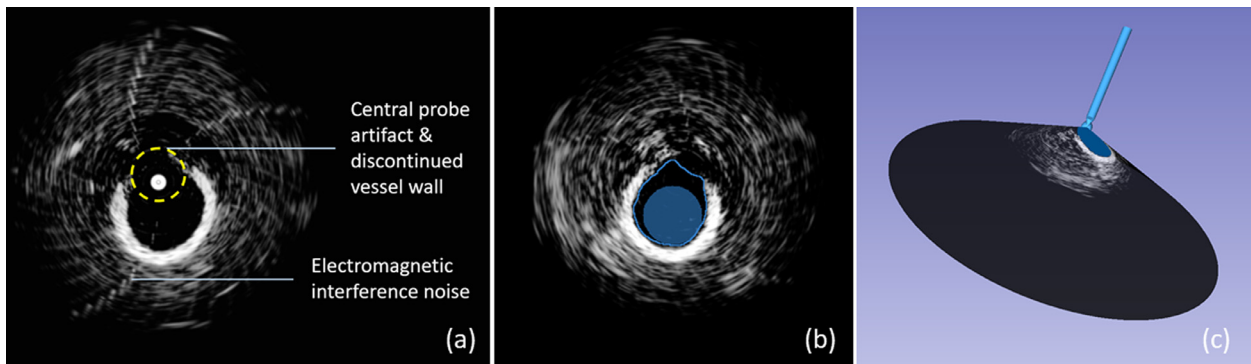 Central probe
artifact &
discontinued
vessel wall
Electromagnetic
interference noise
(a)
(b)
(c)